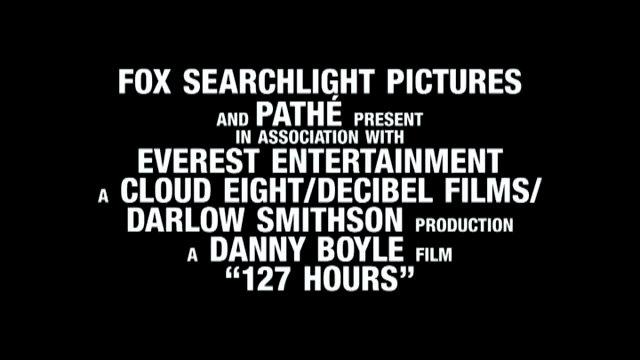 FOX SEARCHLIGHT PICTURES
AND PATHÉ PRESENT
IN ASSOCIATION WITH
EVEREST ENTERTAINMENT
A CLOUD EIGHT/DECIBEL FILMS/
DARLOW SMITHSON PRODUCTION
A DANNY BOYLE FILM
“127 HOURS”